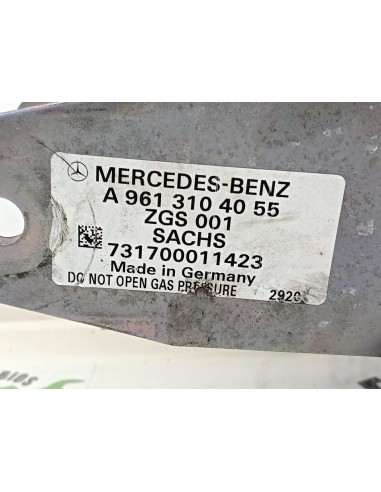 MERCEDES-BENZ
A 961 310 40 55
ZGS 001
SACHS
731700011423
Made in Germany
DO NOT OPEN GAS PRESSURE